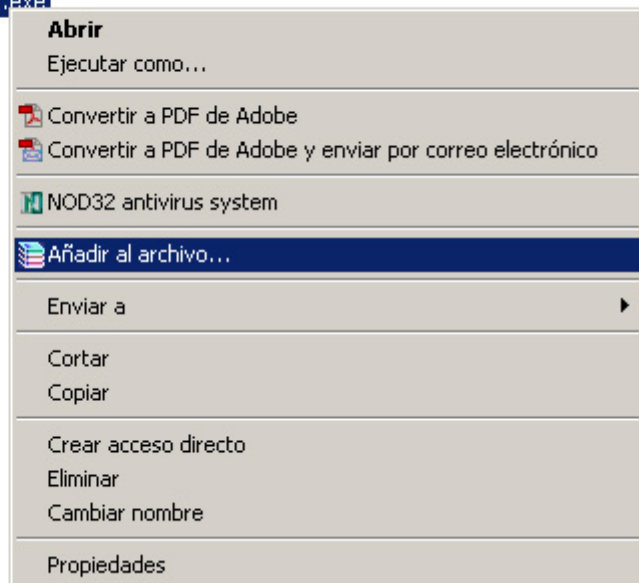 .exe
Abrir
Ejecutar como...
Convertir a PDF de Adobe
Convertir a PDF de Adobe y enviar por correo electrónico
NOD32 antivirus system
Añadir al archivo...
Enviar a
Cortar
Copiar
Crear acceso directo
Eliminar
Cambiar nombre
Propiedades